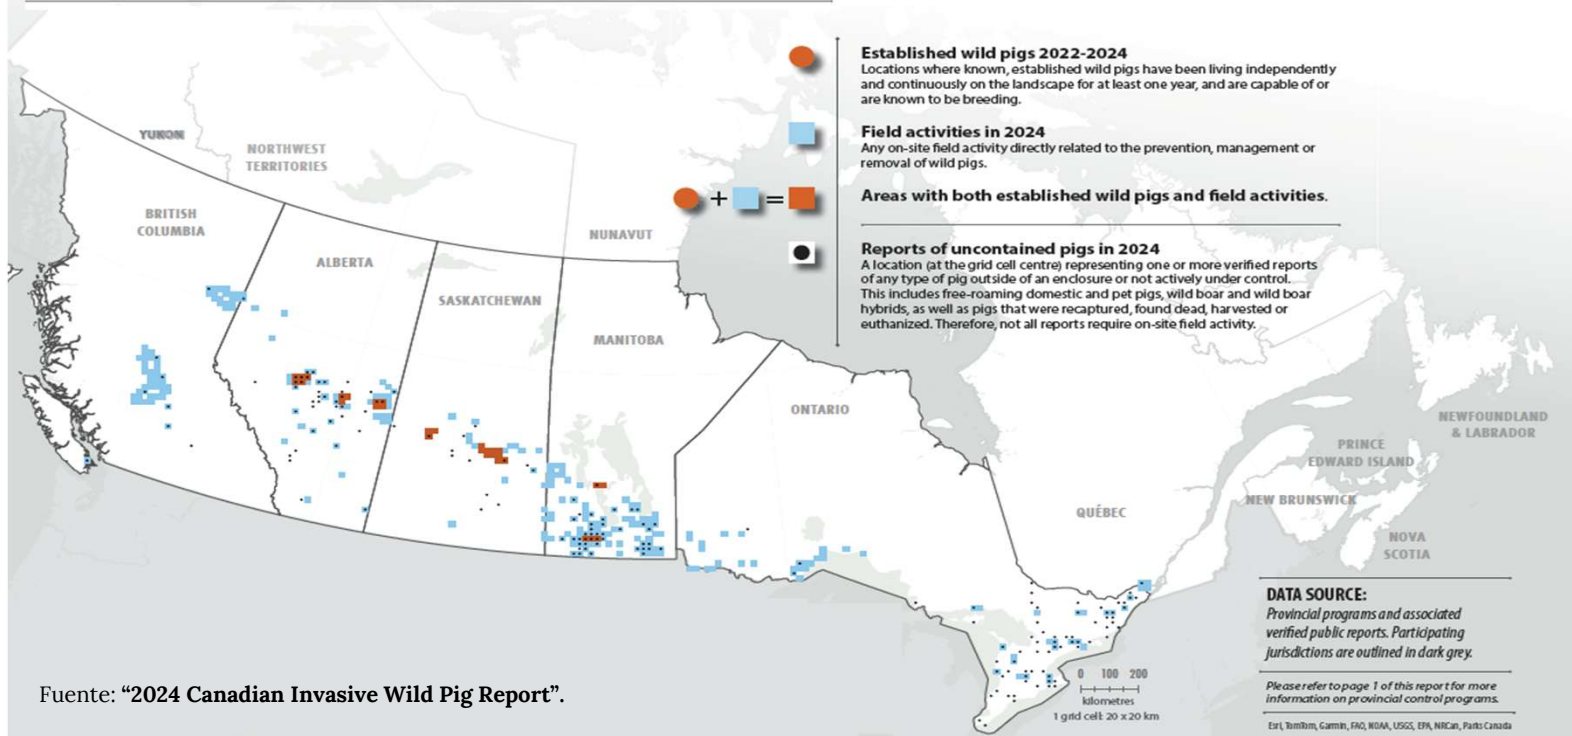 Established wild pigs 2022-2024
Locations where known, established wild pigs have been living independently
and continuously on the landscape for at least one year, and are capable of or
are known to be breeding.
Field activities in 2024
Any on-site field activity directly related to the prevention, management or
removal of wild pigs.
+ = Areas with both established wild pigs and field activities.
Reports of uncontained pigs in 2024
A location (at the grid cell centre) representing one or more verified reports
of any type of pig outside of an enclosure or not actively under control.
This includes free-roaming domestic and pet pigs, wild boar and wild boar
hybrids, as well as pigs that were recaptured, found dead, harvested or
euthanized. Therefore, not all reports require on-site field activity.
YUKON
NORTHWEST
TERRITORIES
BRITISH
COLUMBIA
NUNAVUT
ALBERTA
SASKATCHEWAN
MANITOBA
ONTARIO
NEWFOUNDLAND
& LABRADOR
PRINCE
EDWARD ISLAND
NEW BRUNSWICK
QUÉBEC
NOVA
SCOTIA
DATA SOURCE:
Provincial programs and associated
verified public reports. Participating
jurisdictions are outlined in dark grey.
Please refer to page 1 of this report for more
information on provincial control programs.
Esri, TomTom, Garmin, FAO, NOAA, USGS, EPA, NRCan, Parks Canada
0 100 200
kilometres
1 grid cell: 20 x 20 km
Fuente: “2024 Canadian Invasive Wild Pig Report”.